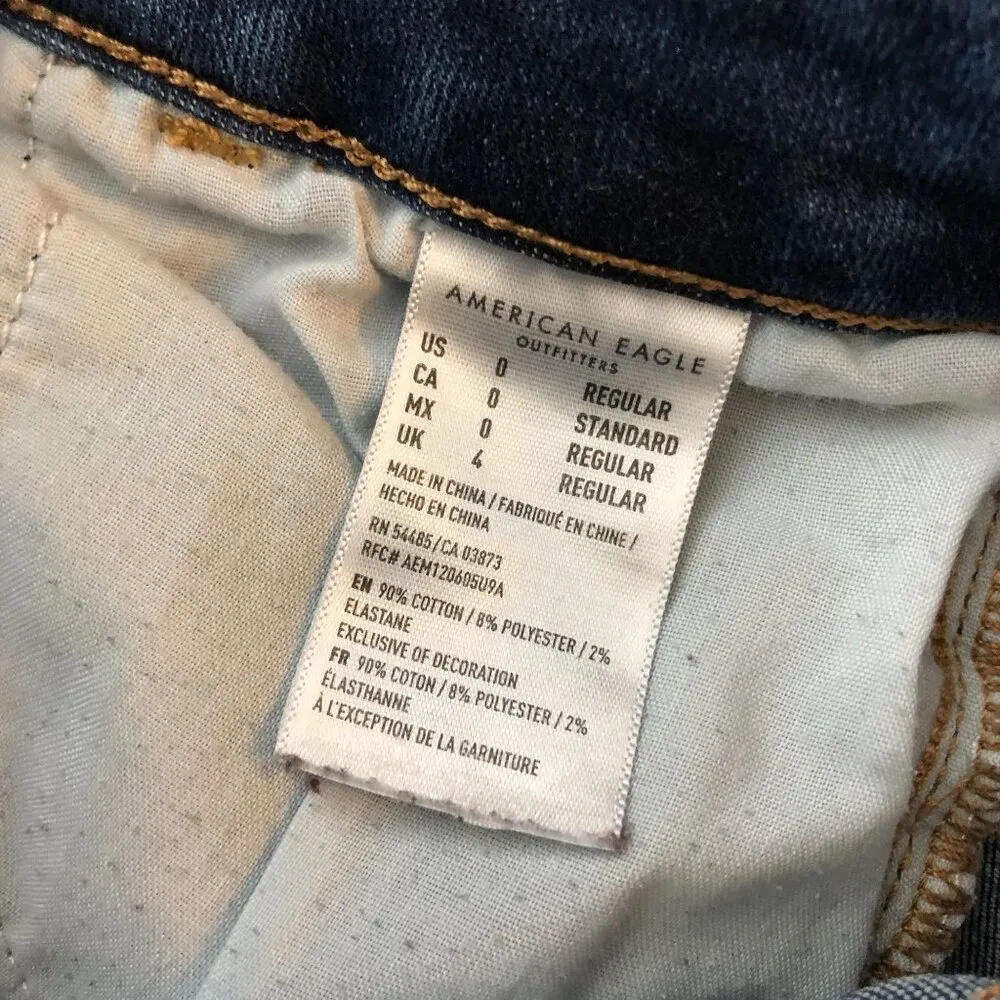 AMERICAN EAGLE
OUTFITTERS
US 0 REGULAR
CA 0 STANDARD
MX 0 REGULAR
UK 4 REGULAR
MADE IN CHINA / FABRIQUÉ EN CHINE /
HECHO EN CHINA
RN 54485/CA 03873
RFC# AEM120605U9A
EN 90% COTTON / 8% POLYESTER / 2%
ELASTANE
EXCLUSIVE OF DECORATION
FR 90% COTON / 8% POLYESTER / 2%
ÉLASTHANNE
À L'EXCEPTION DE LA GARNITURE